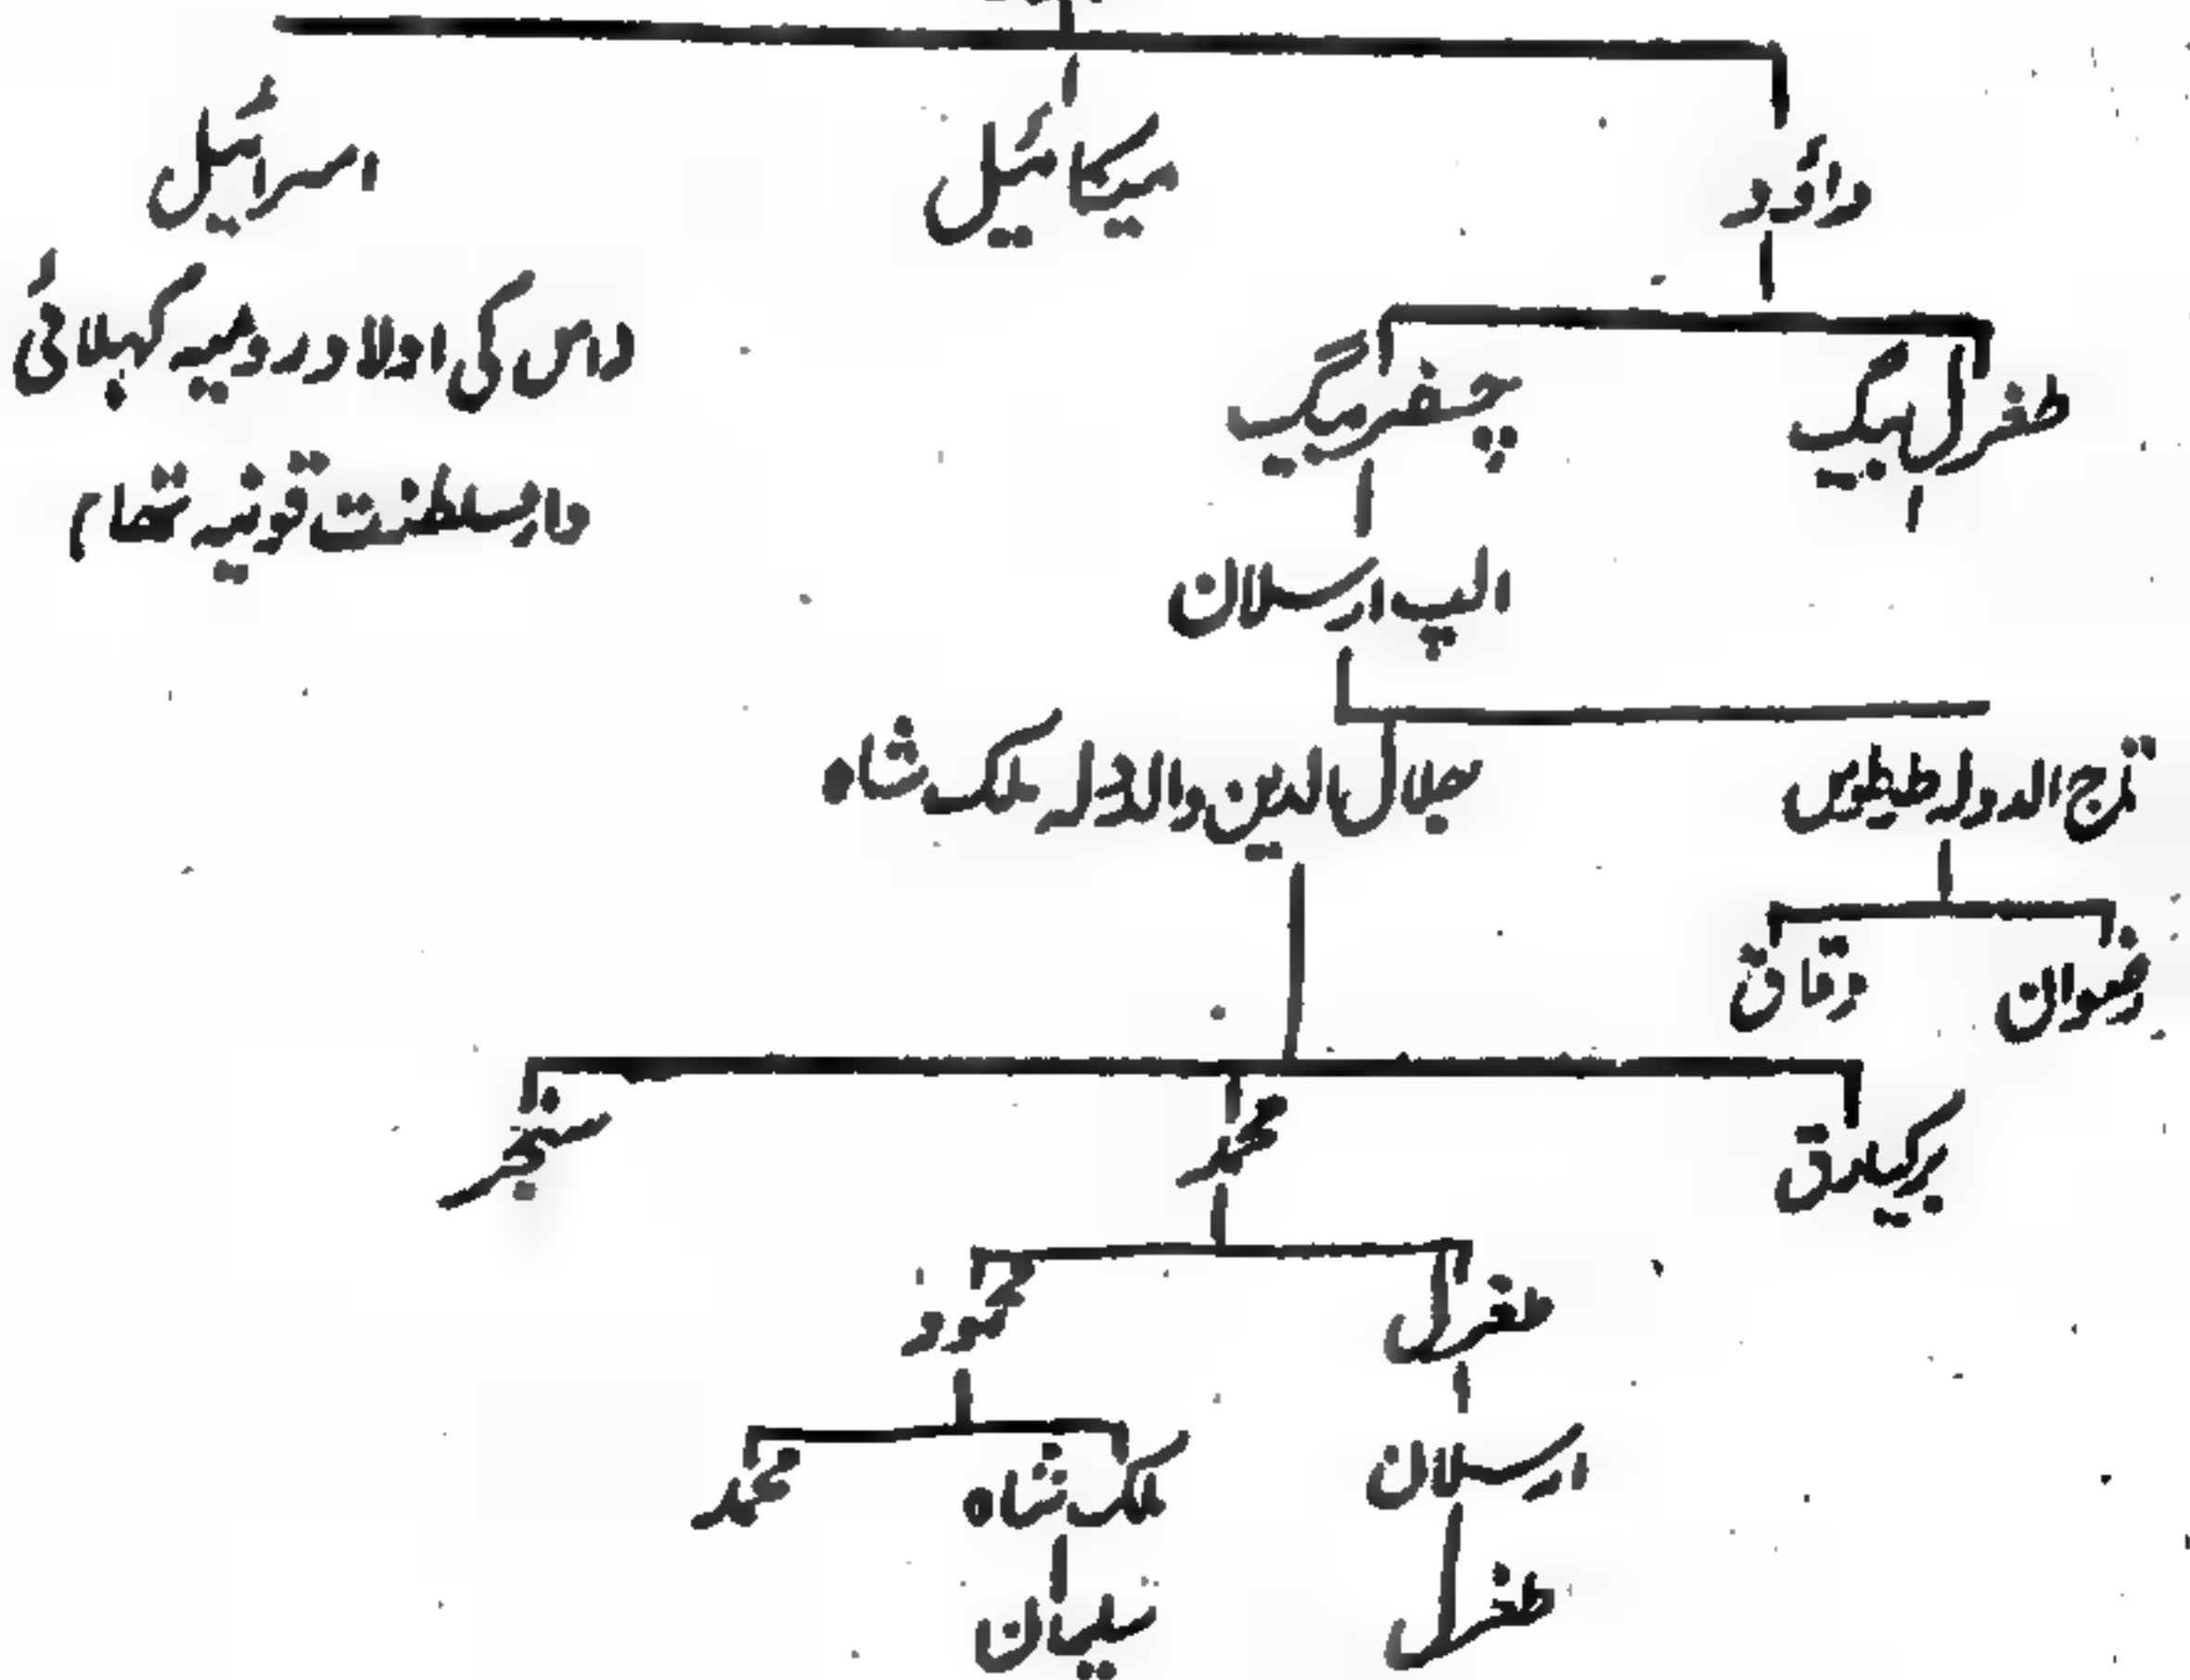 داؤد میکائیل اسرائیل
طغرل بیگ چغر بیگ (اس کی اولاد رومیہ کہلائی
الپ ارسلان دارسلطنت قونیہ تھا)
تاج الدولہ ططوس جلال الدین والدولہ ملک شاہ
رضوان دقاق
برکیارق محمد سنجر
طغرل محمود
ارسلان ملک شاہ محمد
طغرل سلیمان